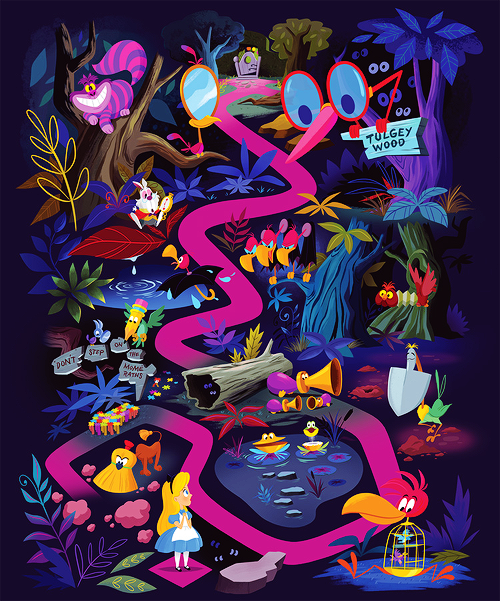 TULGEY
WOOD
DON'T
STEP
ON
THE
MOME
RATHS